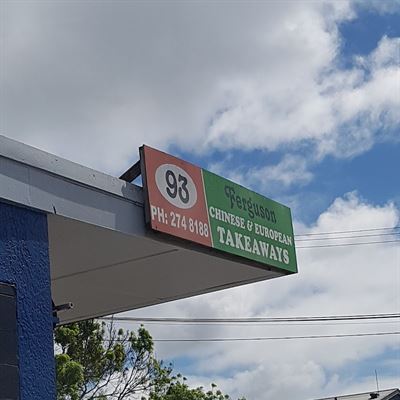 93
PH: 274 8188
Ferguson
CHINESE & EUROPEAN
TAKEAWAYS